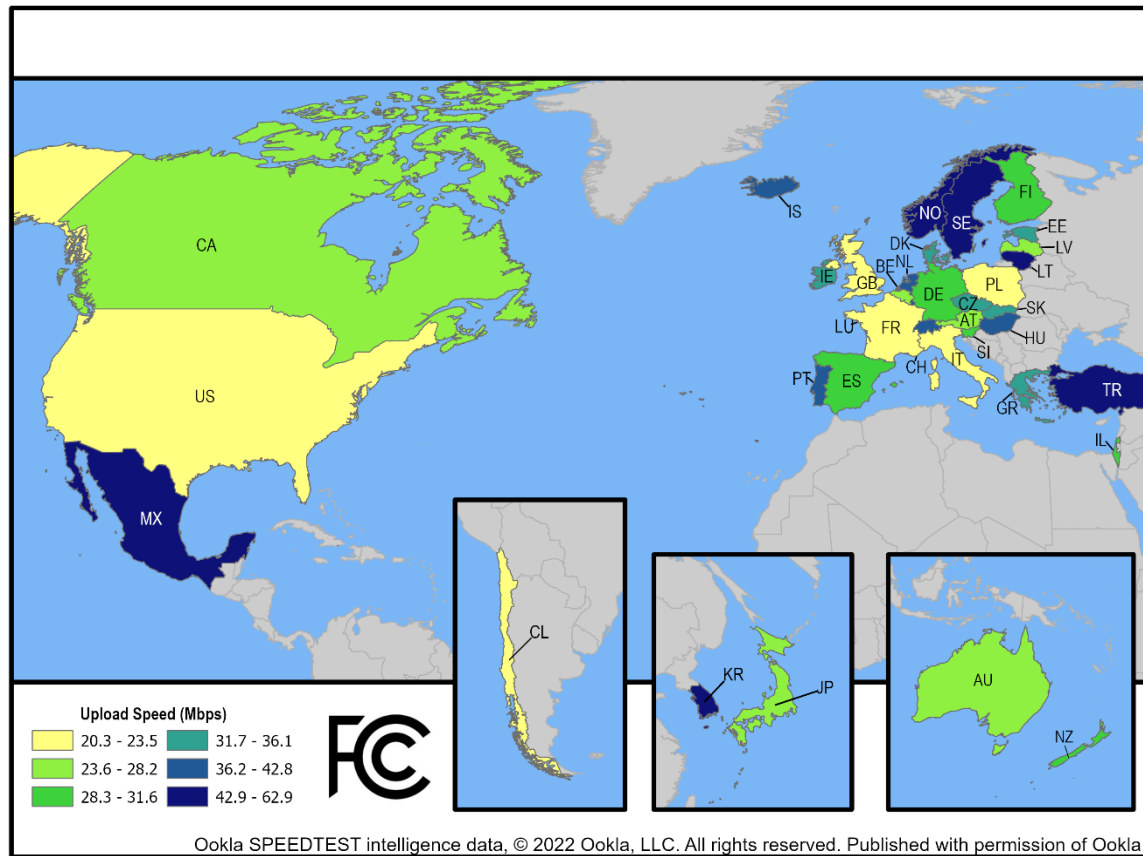 CA
US
MX
IS
NO
SE
FI
EE
LV
LT
DK
NL
BE
IE
GB
DE
PL
CZ
SK
AT
HU
SI
LU
FR
CH
IT
PT
ES
GR
TR
IL
CL
KR
JP
AU
NZ
Upload Speed (Mbps)
20.3 - 23.5
31.7 - 36.1
23.6 - 28.2
36.2 - 42.8
28.3 - 31.6
42.9 - 62.9
FCC
Ookla SPEEDTEST intelligence data, © 2022 Ookla, LLC. All rights reserved. Published with permission of Ookla